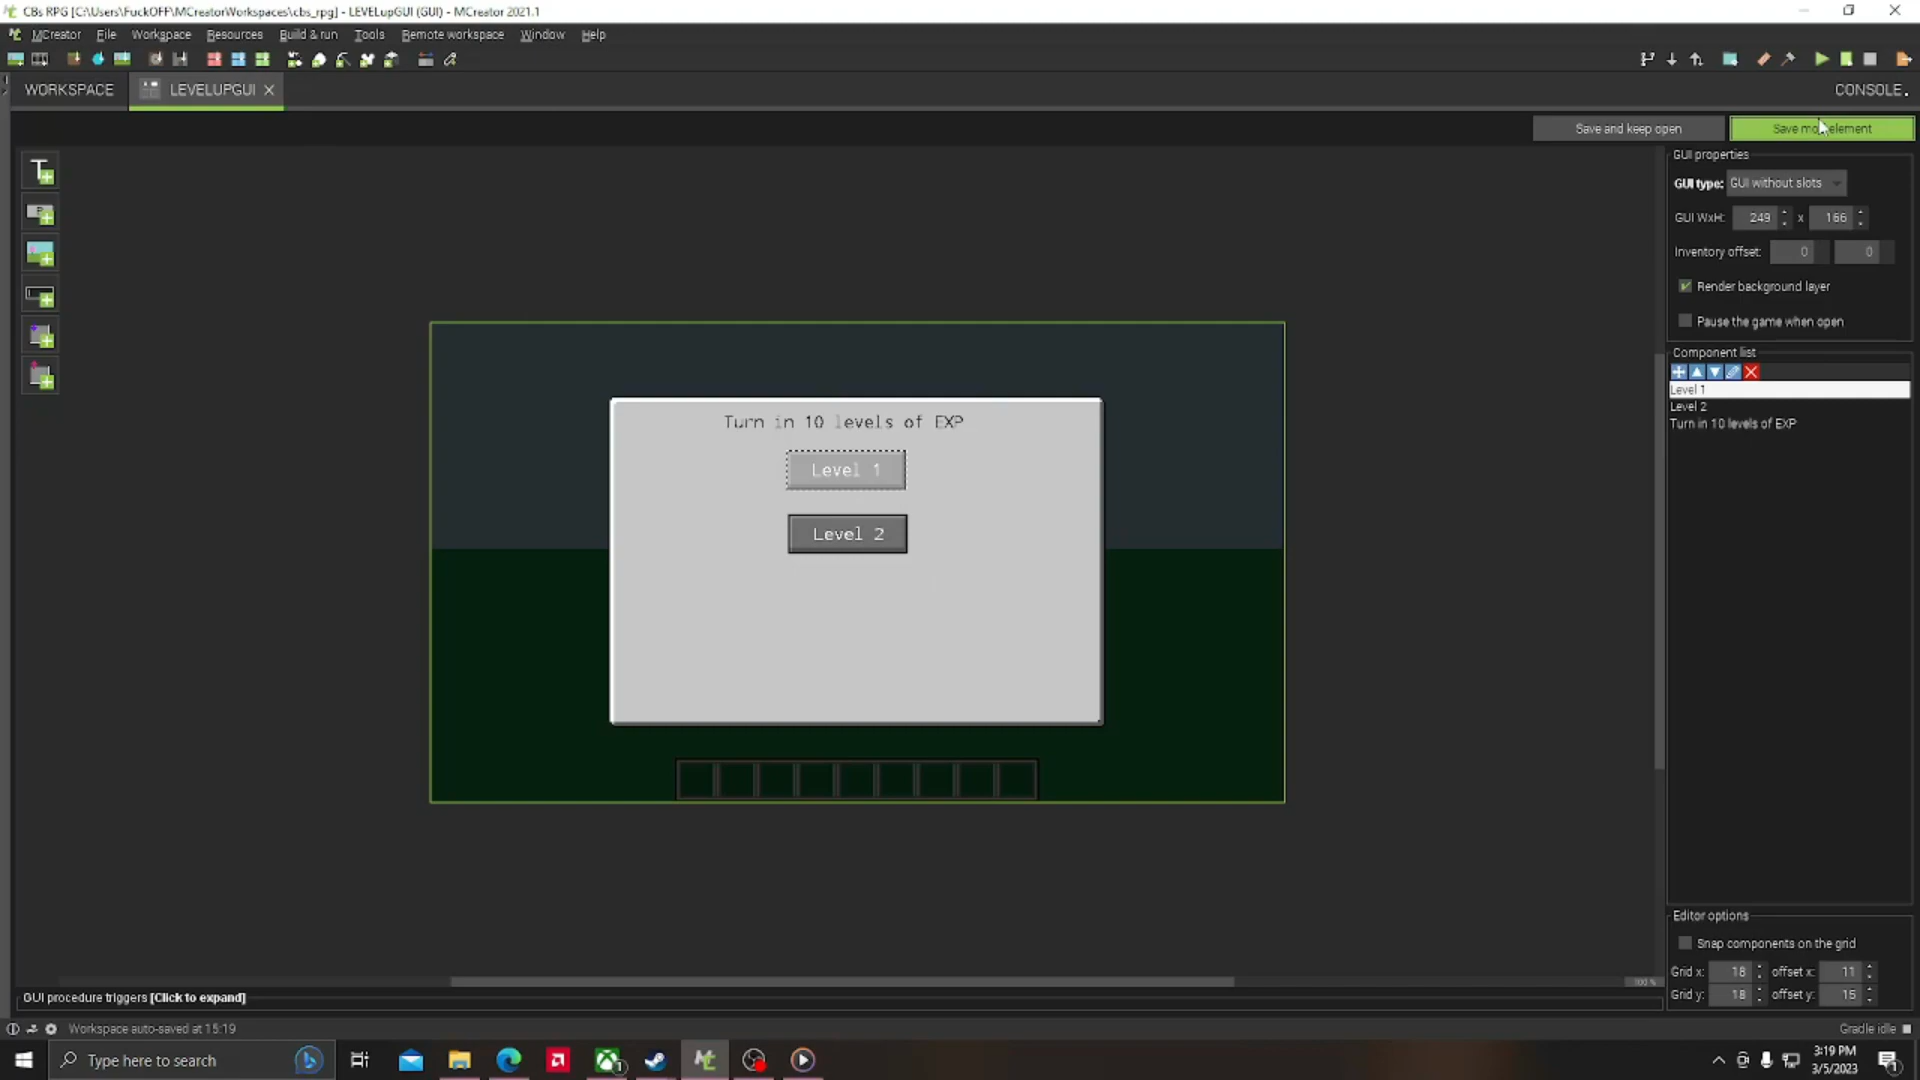 CBs RPG [C:\Users\FuckOFF\MCreatorWorkspaces\cbs_rpg] - LEVELupGUI (GUI) - MCreator 2021.1
MCreator File Workspace Resources Build & run Tools Remote workspace Window Help
WORKSPACE LEVELUPGUI CONSOLE
Save and keep open Save mod element
GUI properties
GUI type: GUI without slots
GUI WxH: 249 x 166
Inventory offset: 0 0
Render background layer
Pause the game when open
Component list
Level 1
Level 2
Turn in 10 levels of EXP
Turn in 10 levels of EXP
Level 1
Level 2
Editor options
Snap components on the grid
Grid x: 18 offset x: 11
Grid y: 18 offset y: 15
100 %
GUI procedure triggers [Click to expand]
Workspace auto-saved at 15:19 Gradle idle
Type here to search
3:19 PM
3/5/2023